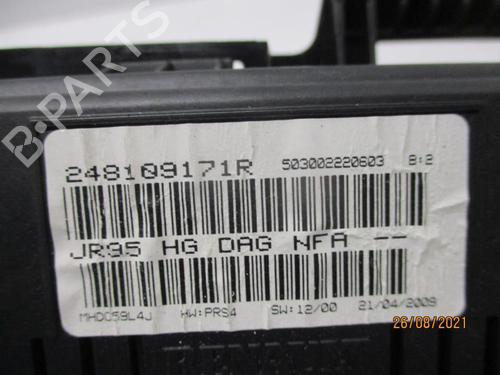 B-PARTS
248109171R 503002220603 B:2
JR95 HG DAG NFA --
MHDC59L4J HW:PRS4 SW:12/00 21/04/2009
26/08/2021